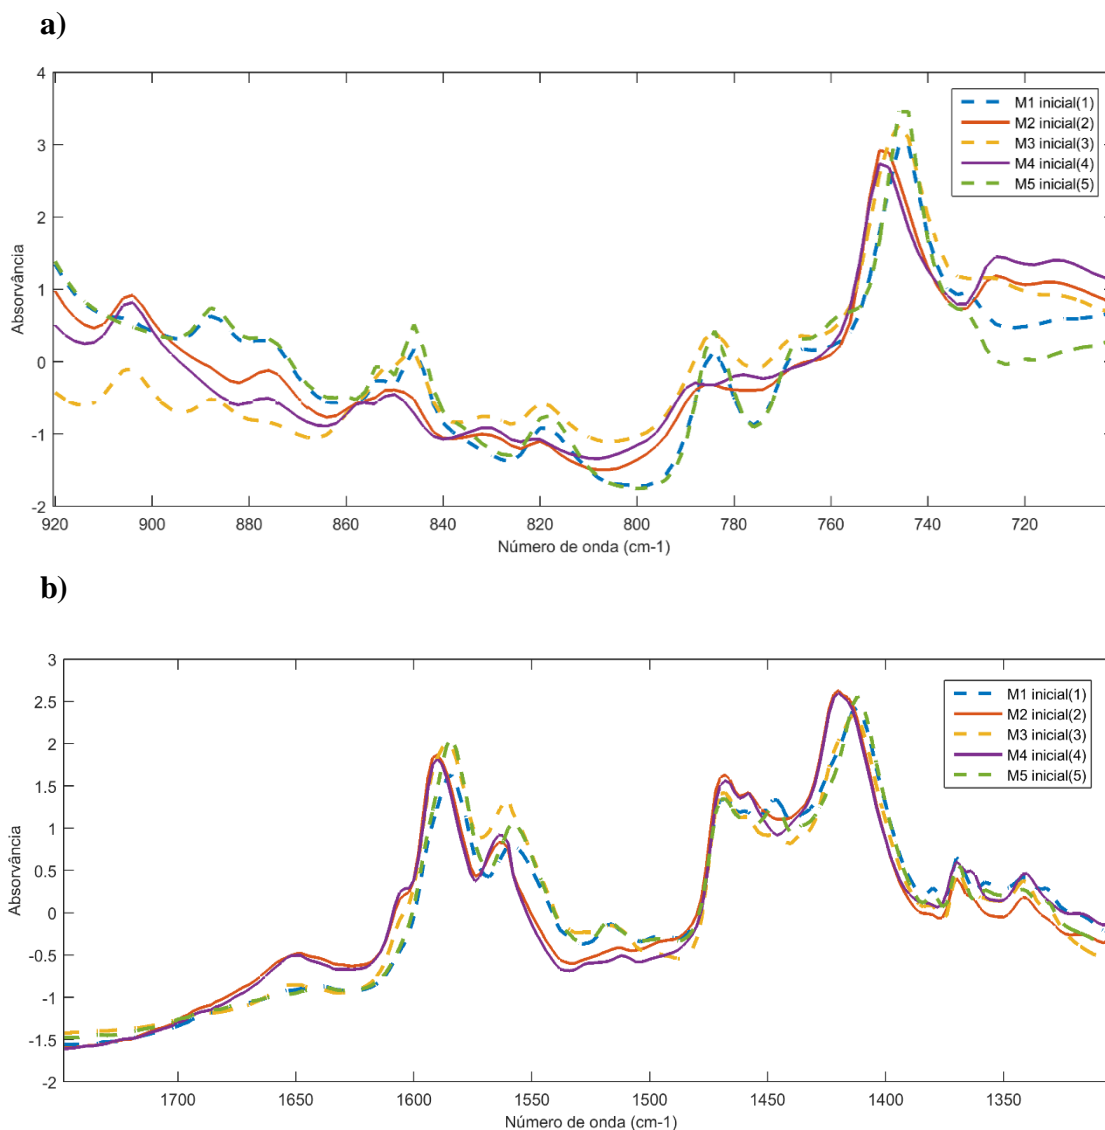 a)
4
3
2
1
0
-1
-2
Absorvância
920
900
880
860
840
820
800
780
760
740
720
Número de onda (cm-1)
M1 inicial(1)
M2 inicial(2)
M3 inicial(3)
M4 inicial(4)
M5 inicial(5)
b)
3
2.5
2
1.5
1
0.5
0
-0.5
-1
-1.5
-2
Absorvância
1700
1650
1600
1550
1500
1450
1400
1350
Número de onda (cm-1)
M1 inicial(1)
M2 inicial(2)
M3 inicial(3)
M4 inicial(4)
M5 inicial(5)